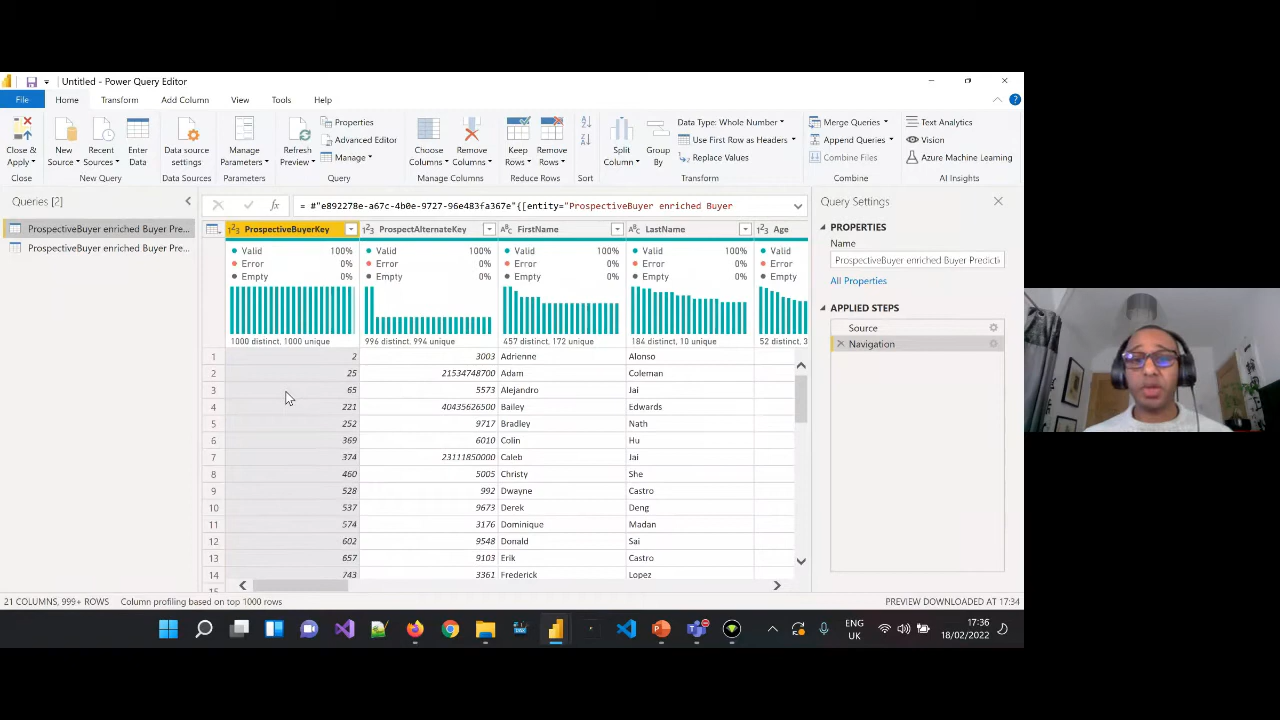 Untitled - Power Query Editor
File Home Transform Add Column View Tools Help
Close & Apply
New Source
Recent Sources
Enter Data
Data source settings
Manage Parameters
Refresh Preview
Properties
Advanced Editor
Manage
Choose Columns
Remove Columns
Keep Rows
Remove Rows
Split Column
Group By
Data Type: Whole Number
Use First Row as Headers
Replace Values
Merge Queries
Append Queries
Combine Files
Text Analytics
Vision
Azure Machine Learning
Close New Query Data Sources Parameters Query Manage Columns Reduce Rows Sort Transform Combine AI Insights
Queries [2]
ProspectiveBuyer enriched Buyer Pre...
ProspectiveBuyer enriched Buyer Pre...
= #"e892278e-a67c-4b0e-9727-96e483fa367e"{[entity="ProspectiveBuyer enriched Buyer
ProspectiveBuyerKey ProspectAlternateKey FirstName LastName Age
Valid 100% Valid 100% Valid 100% Valid 100% Valid
Error 0% Error 0% Error 0% Error 0% Error
Empty 0% Empty 0% Empty 0% Empty 0% Empty
1000 distinct, 1000 unique 996 distinct, 994 unique 457 distinct, 172 unique 184 distinct, 10 unique 52 distinct, 3
1 2 3003 Adrienne Alonso
2 25 21534748700 Adam Coleman
3 65 5573 Alejandro Jai
4 221 40435626500 Bailey Edwards
5 252 9717 Bradley Nath
6 369 6010 Colin Hu
7 374 23111850000 Caleb Jai
8 460 5005 Christy She
9 528 992 Dwayne Castro
10 537 9673 Derek Deng
11 574 3176 Dominique Madan
12 602 9548 Donald Sai
13 657 9103 Erik Castro
14 743 3361 Frederick Lopez
Query Settings
PROPERTIES
Name
ProspectiveBuyer enriched Buyer Predicti
All Properties
APPLIED STEPS
Source
Navigation
21 COLUMNS, 999+ ROWS Column profiling based on top 1000 rows PREVIEW DOWNLOADED AT 17:34
ENG
UK
17:36
18/02/2022